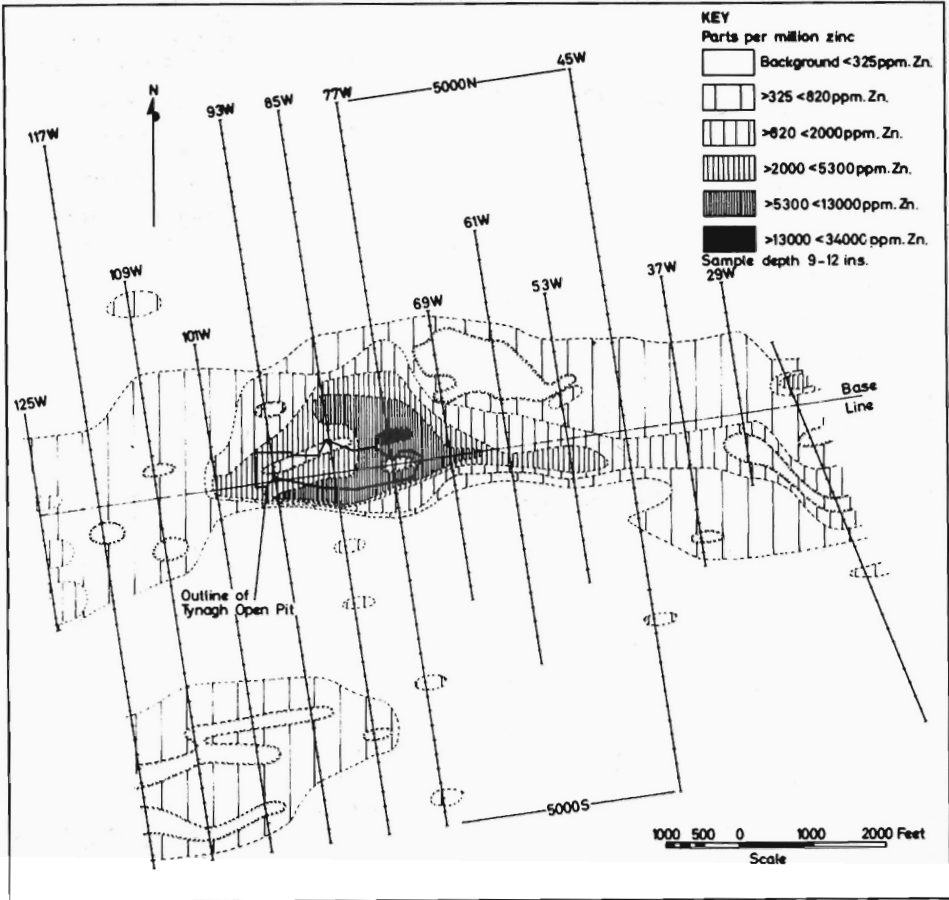 KEY
Parts per million zinc
Background <325ppm. Zn.
>325 <820ppm. Zn.
>820 <2000ppm. Zn.
>2000 <5300ppm. Zn.
>5300 <13000ppm. Zn.
>13000 <34000ppm. Zn.
Sample depth 9-12 ins.
N
117W
93W
85W
77W
5000N
45W
109W
61W
101W
69W
53W
37W
29W
125W
Base
Line
Outline of
Tynagh Open Pit
5000S
1000 500 0 1000 2000 Feet
Scale